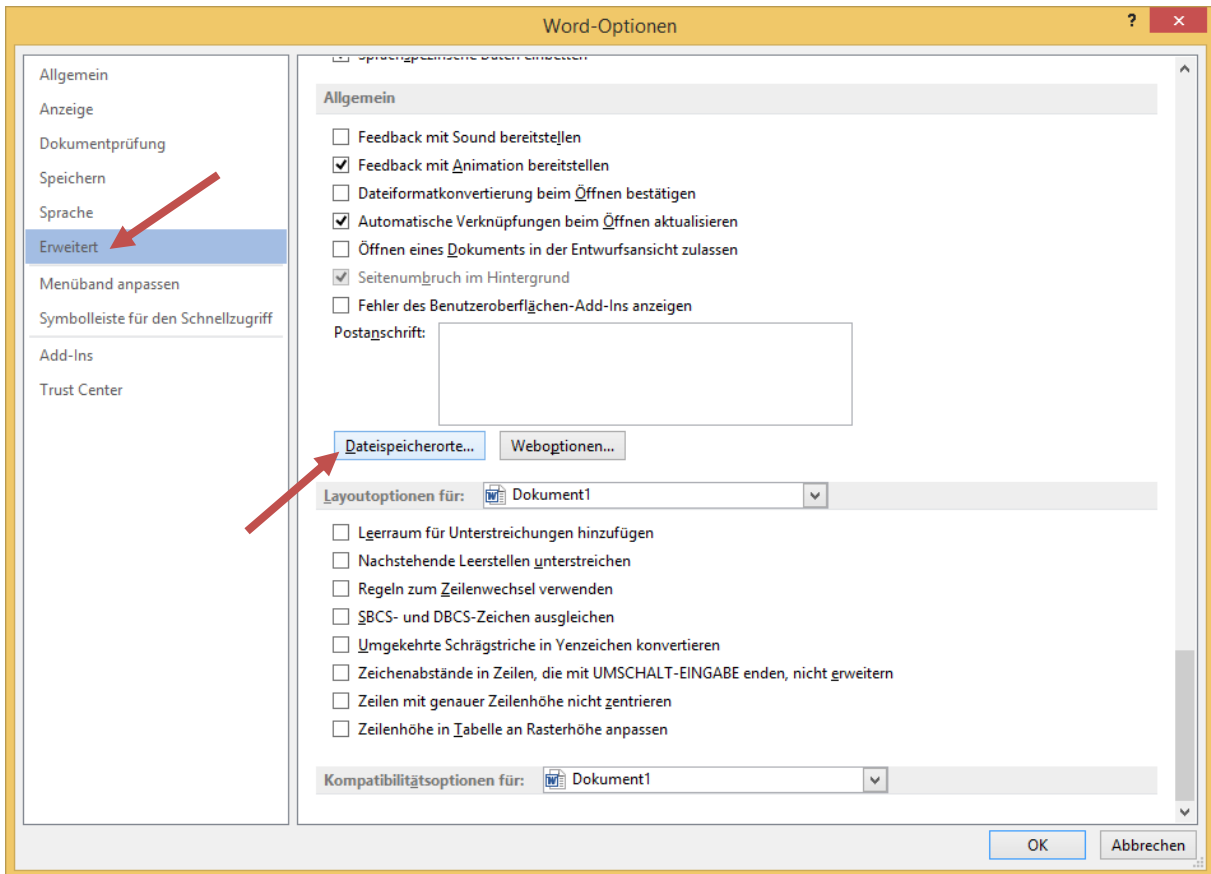 Word-Optionen
?
Allgemein
Anzeige
Dokumentprüfung
Speichern
Sprache
Erweitert
Menüband anpassen
Symbolleiste für den Schnellzugriff
Add-Ins
Trust Center
Sprachspezifische Daten einbetten
Allgemein
Feedback mit Sound bereitstellen
Feedback mit Animation bereitstellen
Dateiformatkonvertierung beim Öffnen bestätigen
Automatische Verknüpfungen beim Öffnen aktualisieren
Öffnen eines Dokuments in der Entwurfsansicht zulassen
Seitenumbruch im Hintergrund
Fehler des Benutzeroberflächen-Add-Ins anzeigen
Postanschrift:
Dateispeicherorte... Weboptionen...
Layoutoptionen für: Dokument1
Leerraum für Unterstreichungen hinzufügen
Nachstehende Leerstellen unterstreichen
Regeln zum Zeilenwechsel verwenden
SBCS- und DBCS-Zeichen ausgleichen
Umgekehrte Schrägstriche in Yenzeichen konvertieren
Zeichenabstände in Zeilen, die mit UMSCHALT-EINGABE enden, nicht erweitern
Zeilen mit genauer Zeilenhöhe nicht zentrieren
Zeilenhöhe in Tabelle an Rasterhöhe anpassen
Kompatibilitätsoptionen für: Dokument1
OK Abbrechen